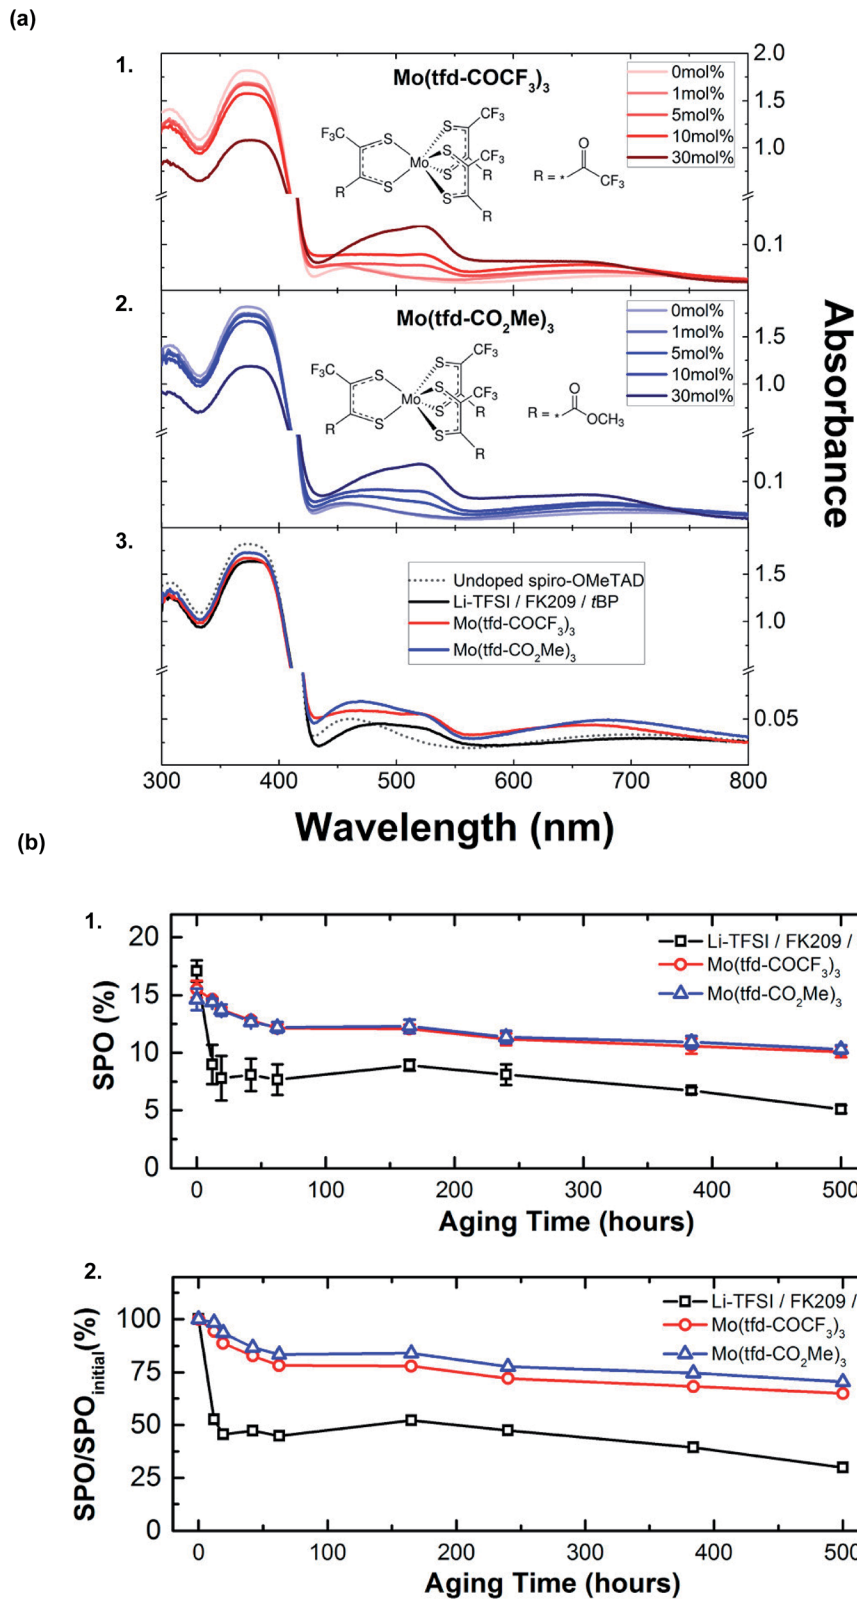 (a)
1.
Mo(tfd-COCF3)3
0mol%
1mol%
5mol%
10mol%
30mol%
2.0
1.5
1.0
0.1
F3C
S
S
R
Mo
S
S
S
S
CF3
CF3
R
R
R =
*
O
CF3
2.
Mo(tfd-CO2Me)3
0mol%
1mol%
5mol%
10mol%
30mol%
1.5
1.0
0.1
F3C
S
S
R
Mo
S
S
S
S
CF3
CF3
R
R
R =
*
O
OCH3
Absorbance
3.
Undoped spiro-OMeTAD
Li-TFSI / FK209 / tBP
Mo(tfd-COCF3)3
Mo(tfd-CO2Me)3
1.5
1.0
0.05
300 400 500 600 700 800
Wavelength (nm)
(b)
1.
SPO (%)
20
15
10
5
0
Li-TFSI / FK209 /
Mo(tfd-COCF3)3
Mo(tfd-CO2Me)3
0 100 200 300 400 500
Aging Time (hours)
2.
SPO/SPOinitial(%)
100
75
50
25
0
Li-TFSI / FK209 /
Mo(tfd-COCF3)3
Mo(tfd-CO2Me)3
0 100 200 300 400 500
Aging Time (hours)